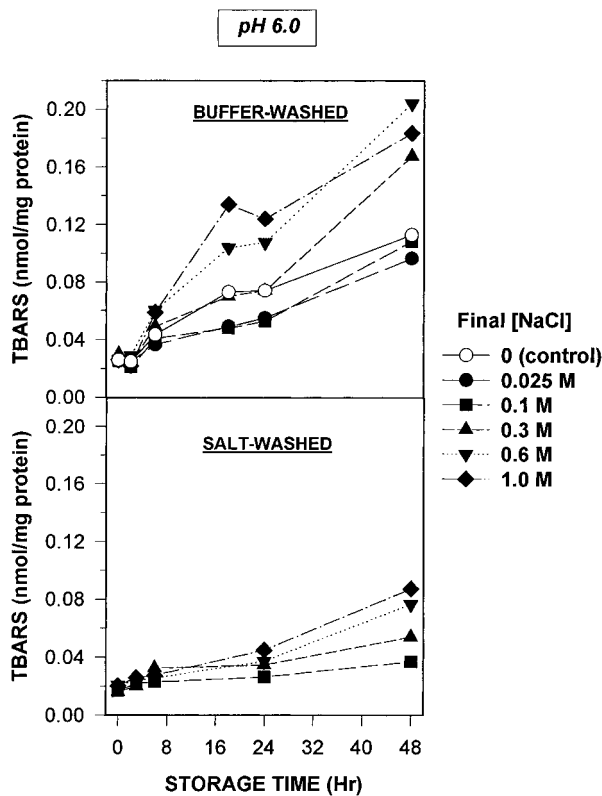 pH 6.0
BUFFER-WASHED
TBARS (nmol/mg protein)
0.20
0.16
0.12
0.08
0.04
0.00
SALT-WASHED
TBARS (nmol/mg protein)
0.20
0.16
0.12
0.08
0.04
0.00
0 8 16 24 32 40 48
STORAGE TIME (Hr)
Final [NaCl]
0 (control)
0.025 M
0.1 M
0.3 M
0.6 M
1.0 M